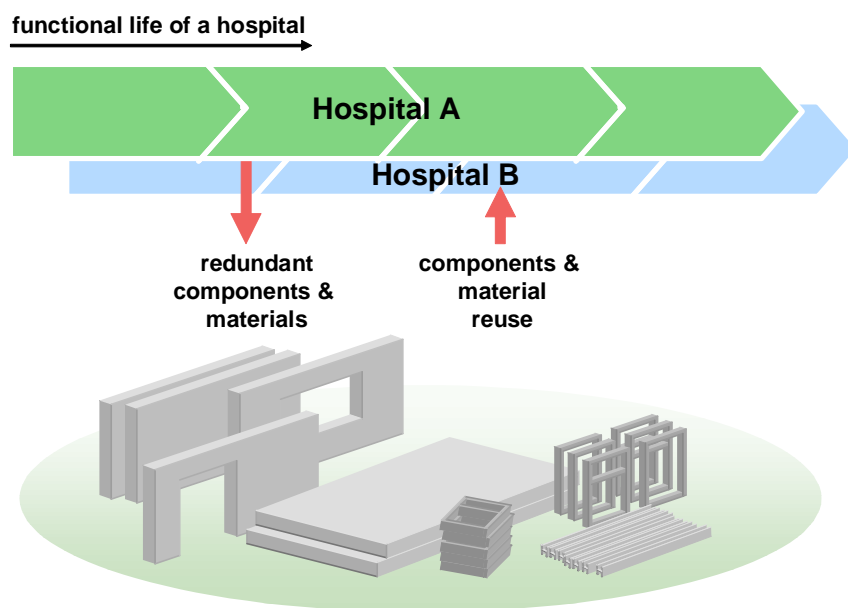 functional life of a hospital
Hospital A
Hospital B
redundant
components &
materials
components &
material
reuse